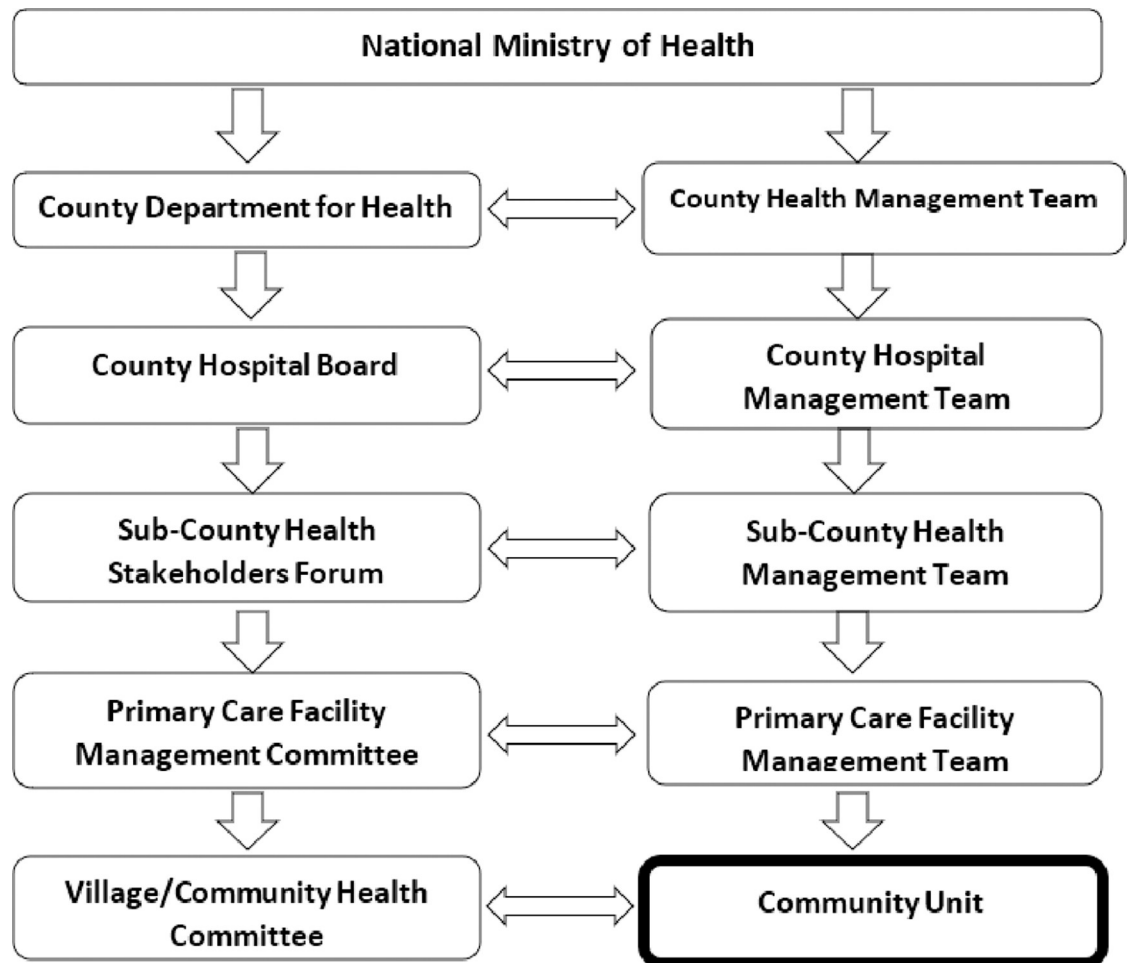 National Ministry of Health
County Department for Health
County Health Management Team
County Hospital Board
County Hospital
Management Team
Sub-County Health
Stakeholders Forum
Sub-County Health
Management Team
Primary Care Facility
Management Committee
Primary Care Facility
Management Team
Village/Community Health
Committee
Community Unit